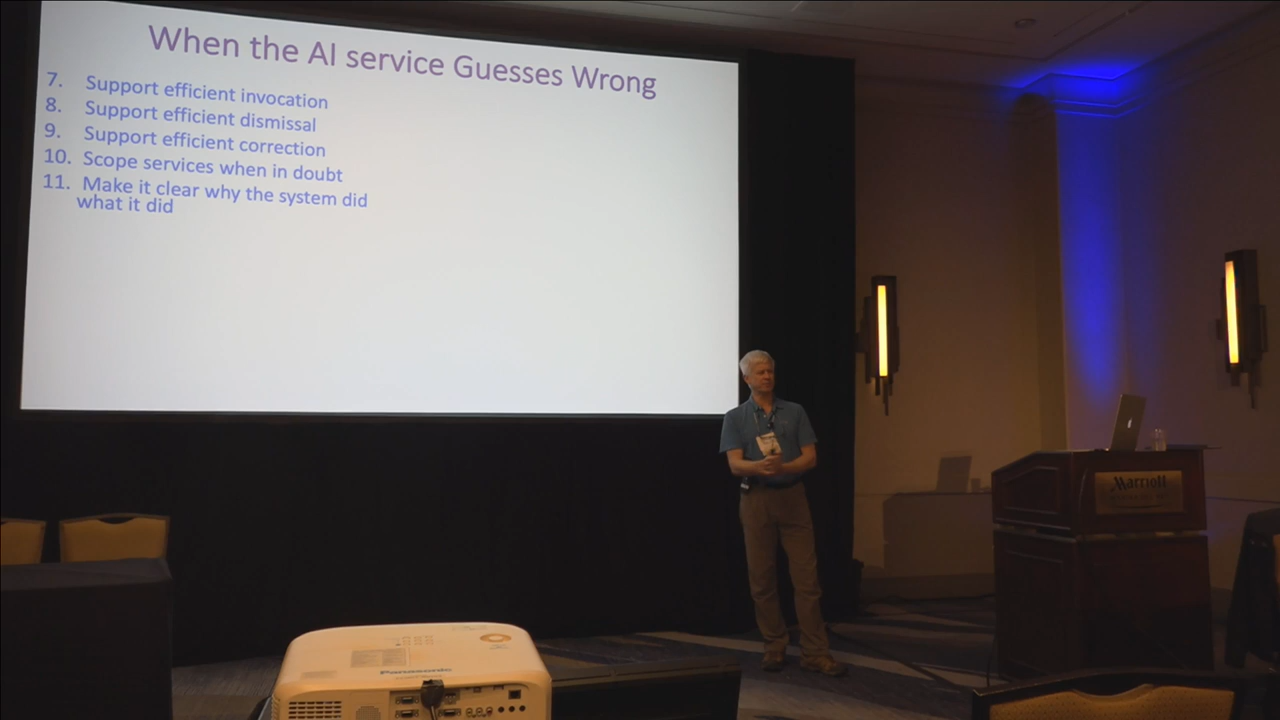 When the AI service Guesses Wrong
7. Support efficient invocation
8. Support efficient dismissal
9. Support efficient correction
10. Scope services when in doubt
11. Make it clear why the system did
what it did
Marriott
Panasonic